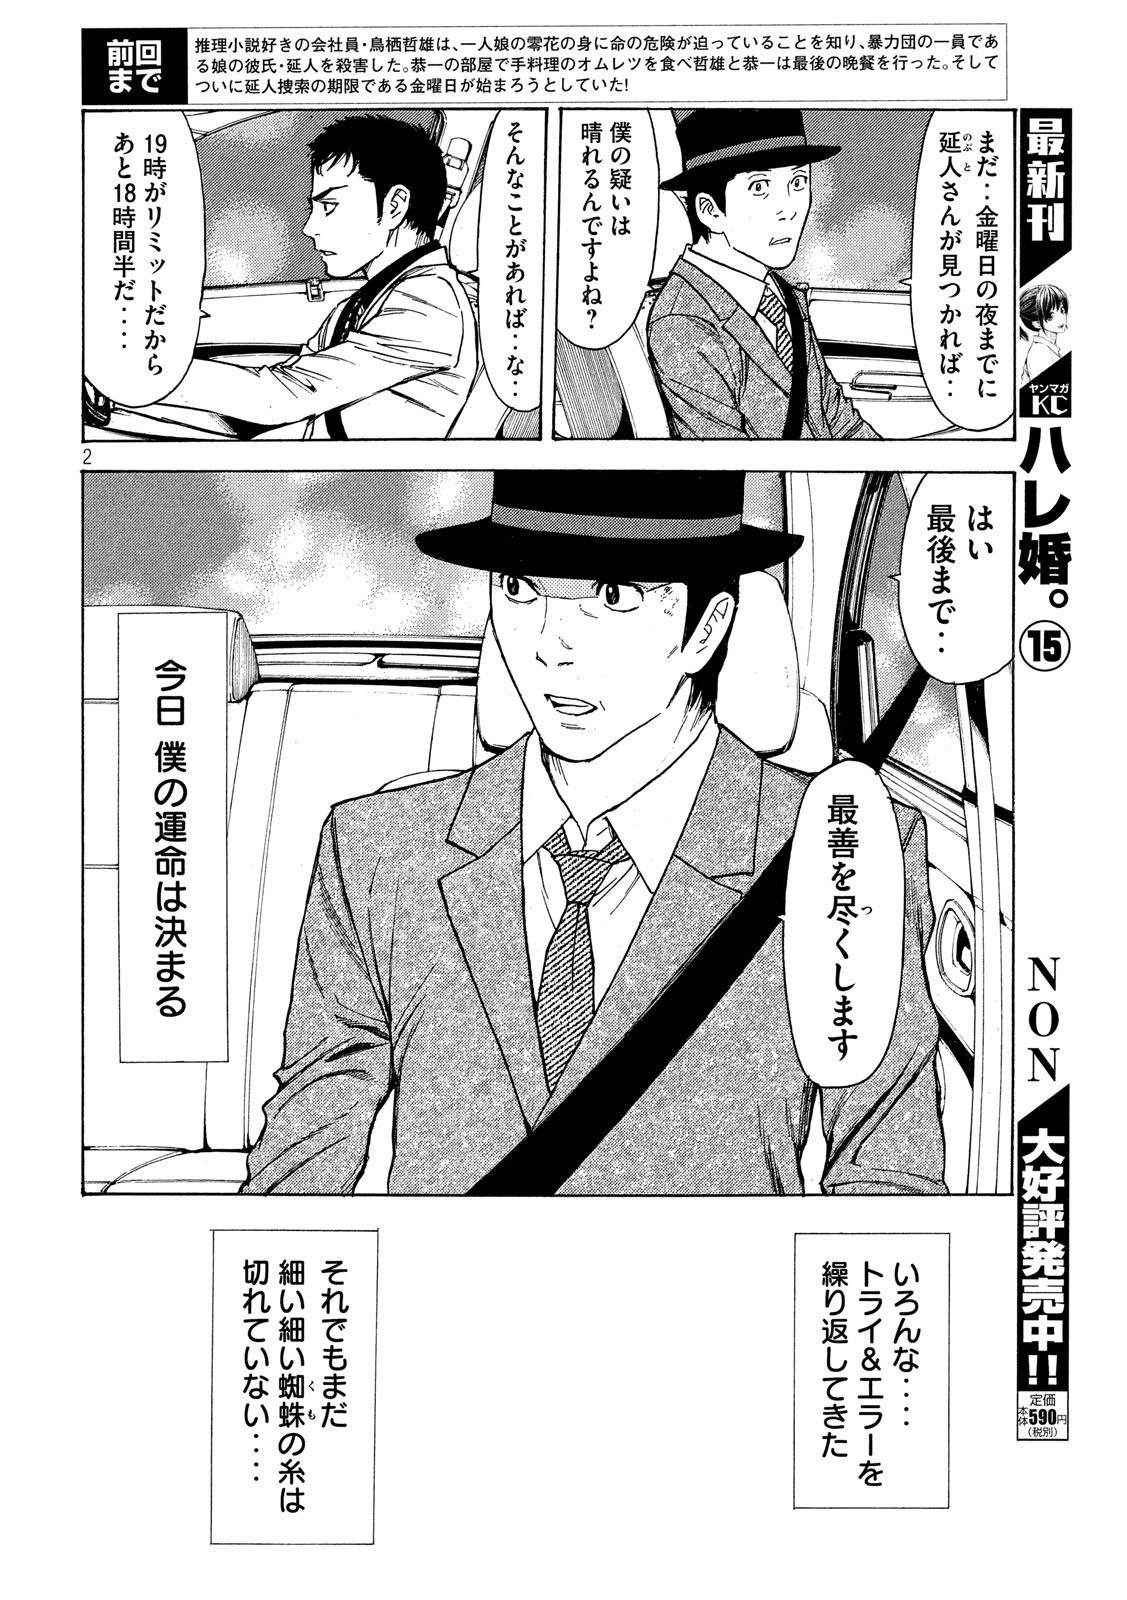 前回
まで
推理小説好きの会社員・鳥栖哲雄は、一人娘の零花の身に命の危険が迫っていることを知り、暴力団の一員であ
る娘の彼氏・延人を殺害した。恭一の部屋で手料理のオムレツを食べ哲雄と恭一は最後の晩餐を行った。そして
ついに延人捜索の期限である金曜日が始まろうとしていた!
まだ‥金曜日の夜までに
延人さんが見つかれば‥
のぶと
僕の疑いは
晴れるんですよね?
そんなことがあれば‥な‥
19時がリミットだから
あと18時間半だ‥‥
2
はい
最後まで‥
最善を尽くします
つ
今日 僕の運命は決まる
いろんな‥‥
トライ&エラーを
繰り返してきた
それでもまだ
細い細い蜘蛛の糸は
くも
切れていない‥‥
最新刊
ヤンマガ
KC
ハレ婚。⑮
NON
大好評発売中!!
定価
本体590円
(税別)